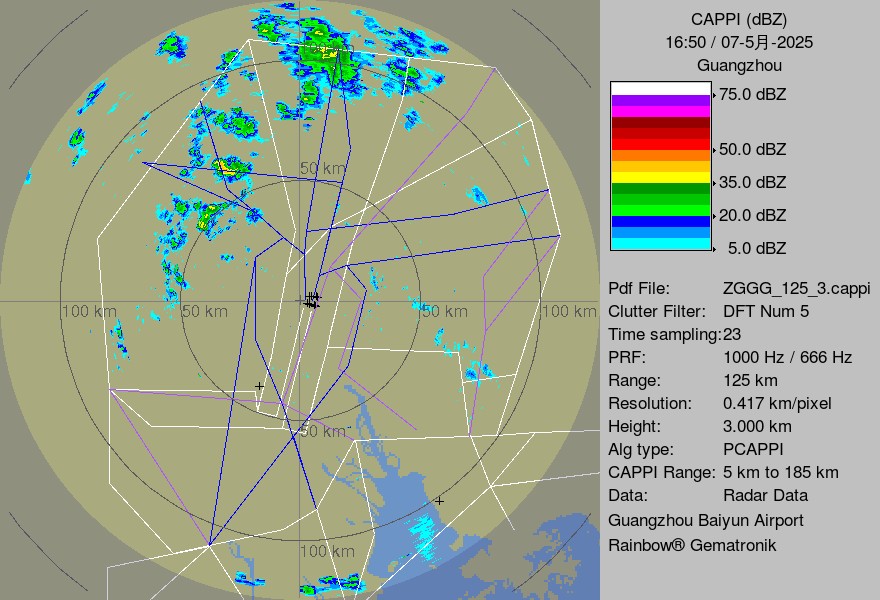 CAPPI (dBZ)
16:50 / 07-5月-2025
Guangzhou
75.0 dBZ
50.0 dBZ
35.0 dBZ
20.0 dBZ
5.0 dBZ
Pdf File: ZGGG_125_3.cappi
Clutter Filter: DFT Num 5
Time sampling:23
PRF: 1000 Hz / 666 Hz
Range: 125 km
Resolution: 0.417 km/pixel
Height: 3.000 km
Alg type: PCAPPI
CAPPI Range: 5 km to 185 km
Data: Radar Data
Guangzhou Baiyun Airport
Rainbow® Gematronik
50 km
100 km
50 km
50 km
100 km
50 km
100 km